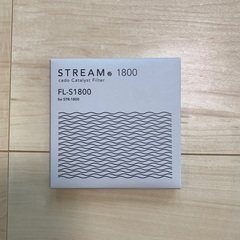 STREAM 1800
cado Catalyst Filter
FL-S1800
for STR-1800